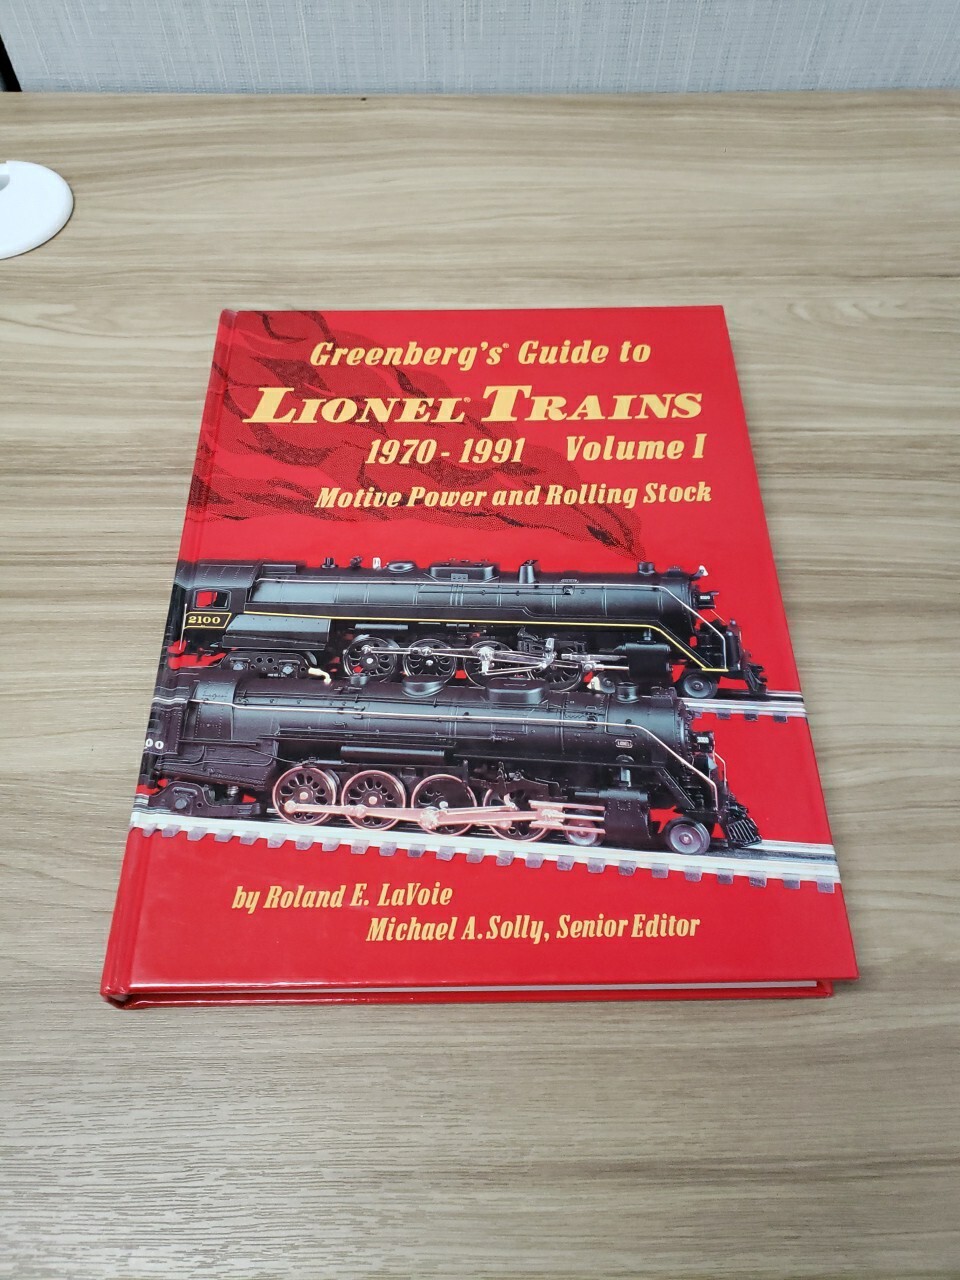 Greenberg's® Guide to
LIONEL® TRAINS
1970 - 1991 Volume I
Motive Power and Rolling Stock
2100
00
by Roland E. LaVoie
Michael A. Solly, Senior Editor